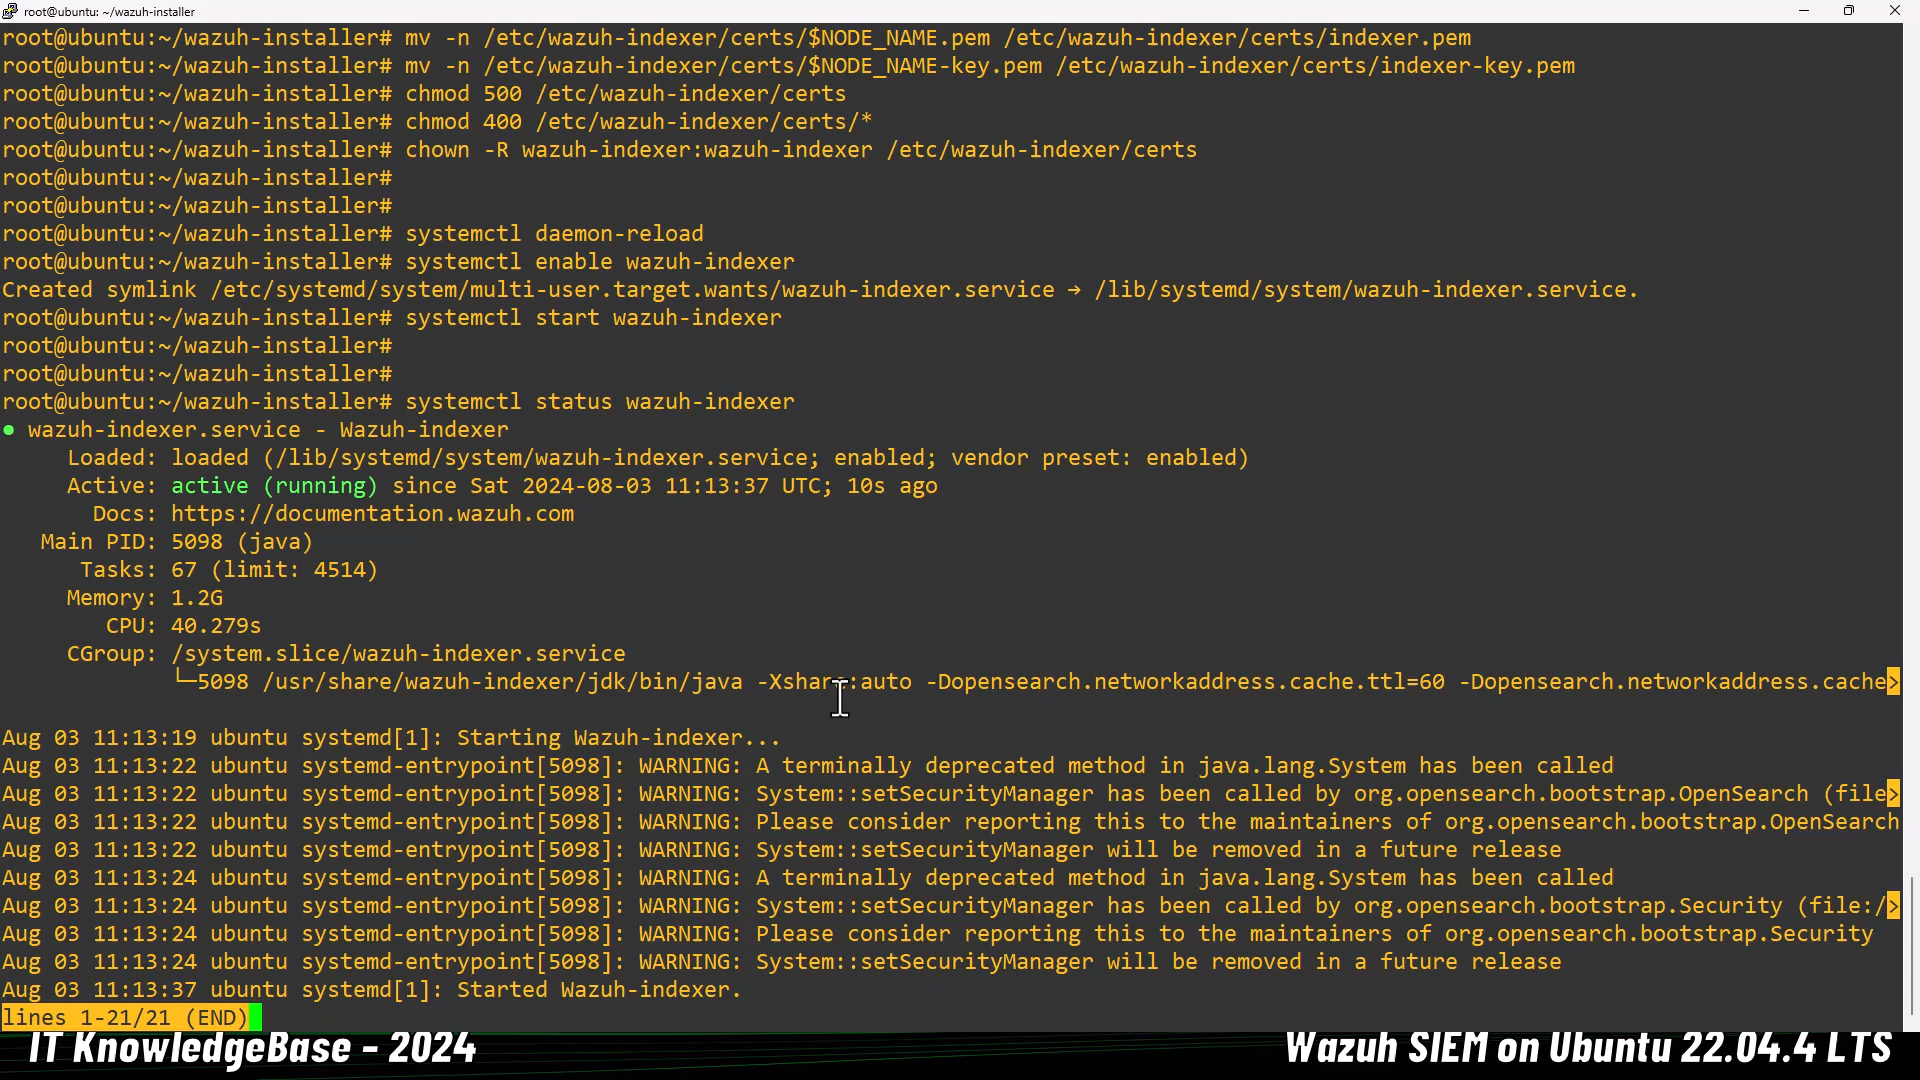 root@ubuntu: ~/wazuh-installer
root@ubuntu:~/wazuh-installer# mv -n /etc/wazuh-indexer/certs/$NODE_NAME.pem /etc/wazuh-indexer/certs/indexer.pem
root@ubuntu:~/wazuh-installer# mv -n /etc/wazuh-indexer/certs/$NODE_NAME-key.pem /etc/wazuh-indexer/certs/indexer-key.pem
root@ubuntu:~/wazuh-installer# chmod 500 /etc/wazuh-indexer/certs
root@ubuntu:~/wazuh-installer# chmod 400 /etc/wazuh-indexer/certs/*
root@ubuntu:~/wazuh-installer# chown -R wazuh-indexer:wazuh-indexer /etc/wazuh-indexer/certs
root@ubuntu:~/wazuh-installer#
root@ubuntu:~/wazuh-installer#
root@ubuntu:~/wazuh-installer# systemctl daemon-reload
root@ubuntu:~/wazuh-installer# systemctl enable wazuh-indexer
Created symlink /etc/systemd/system/multi-user.target.wants/wazuh-indexer.service → /lib/systemd/system/wazuh-indexer.service.
root@ubuntu:~/wazuh-installer# systemctl start wazuh-indexer
root@ubuntu:~/wazuh-installer#
root@ubuntu:~/wazuh-installer#
root@ubuntu:~/wazuh-installer# systemctl status wazuh-indexer
● wazuh-indexer.service - Wazuh-indexer
Loaded: loaded (/lib/systemd/system/wazuh-indexer.service; enabled; vendor preset: enabled)
Active: active (running) since Sat 2024-08-03 11:13:37 UTC; 10s ago
Docs: https://documentation.wazuh.com
Main PID: 5098 (java)
Tasks: 67 (limit: 4514)
Memory: 1.2G
CPU: 40.279s
CGroup: /system.slice/wazuh-indexer.service
└─5098 /usr/share/wazuh-indexer/jdk/bin/java -Xshare:auto -Dopensearch.networkaddress.cache.ttl=60 -Dopensearch.networkaddress.cache>
Aug 03 11:13:19 ubuntu systemd[1]: Starting Wazuh-indexer...
Aug 03 11:13:22 ubuntu systemd-entrypoint[5098]: WARNING: A terminally deprecated method in java.lang.System has been called
Aug 03 11:13:22 ubuntu systemd-entrypoint[5098]: WARNING: System::setSecurityManager has been called by org.opensearch.bootstrap.OpenSearch (file>
Aug 03 11:13:22 ubuntu systemd-entrypoint[5098]: WARNING: Please consider reporting this to the maintainers of org.opensearch.bootstrap.OpenSearch
Aug 03 11:13:22 ubuntu systemd-entrypoint[5098]: WARNING: System::setSecurityManager will be removed in a future release
Aug 03 11:13:24 ubuntu systemd-entrypoint[5098]: WARNING: A terminally deprecated method in java.lang.System has been called
Aug 03 11:13:24 ubuntu systemd-entrypoint[5098]: WARNING: System::setSecurityManager has been called by org.opensearch.bootstrap.Security (file:/>
Aug 03 11:13:24 ubuntu systemd-entrypoint[5098]: WARNING: Please consider reporting this to the maintainers of org.opensearch.bootstrap.Security
Aug 03 11:13:24 ubuntu systemd-entrypoint[5098]: WARNING: System::setSecurityManager will be removed in a future release
Aug 03 11:13:37 ubuntu systemd[1]: Started Wazuh-indexer.
lines 1-21/21 (END)
IT KnowledgeBase - 2024
Wazuh SIEM on Ubuntu 22.04.4 LTS